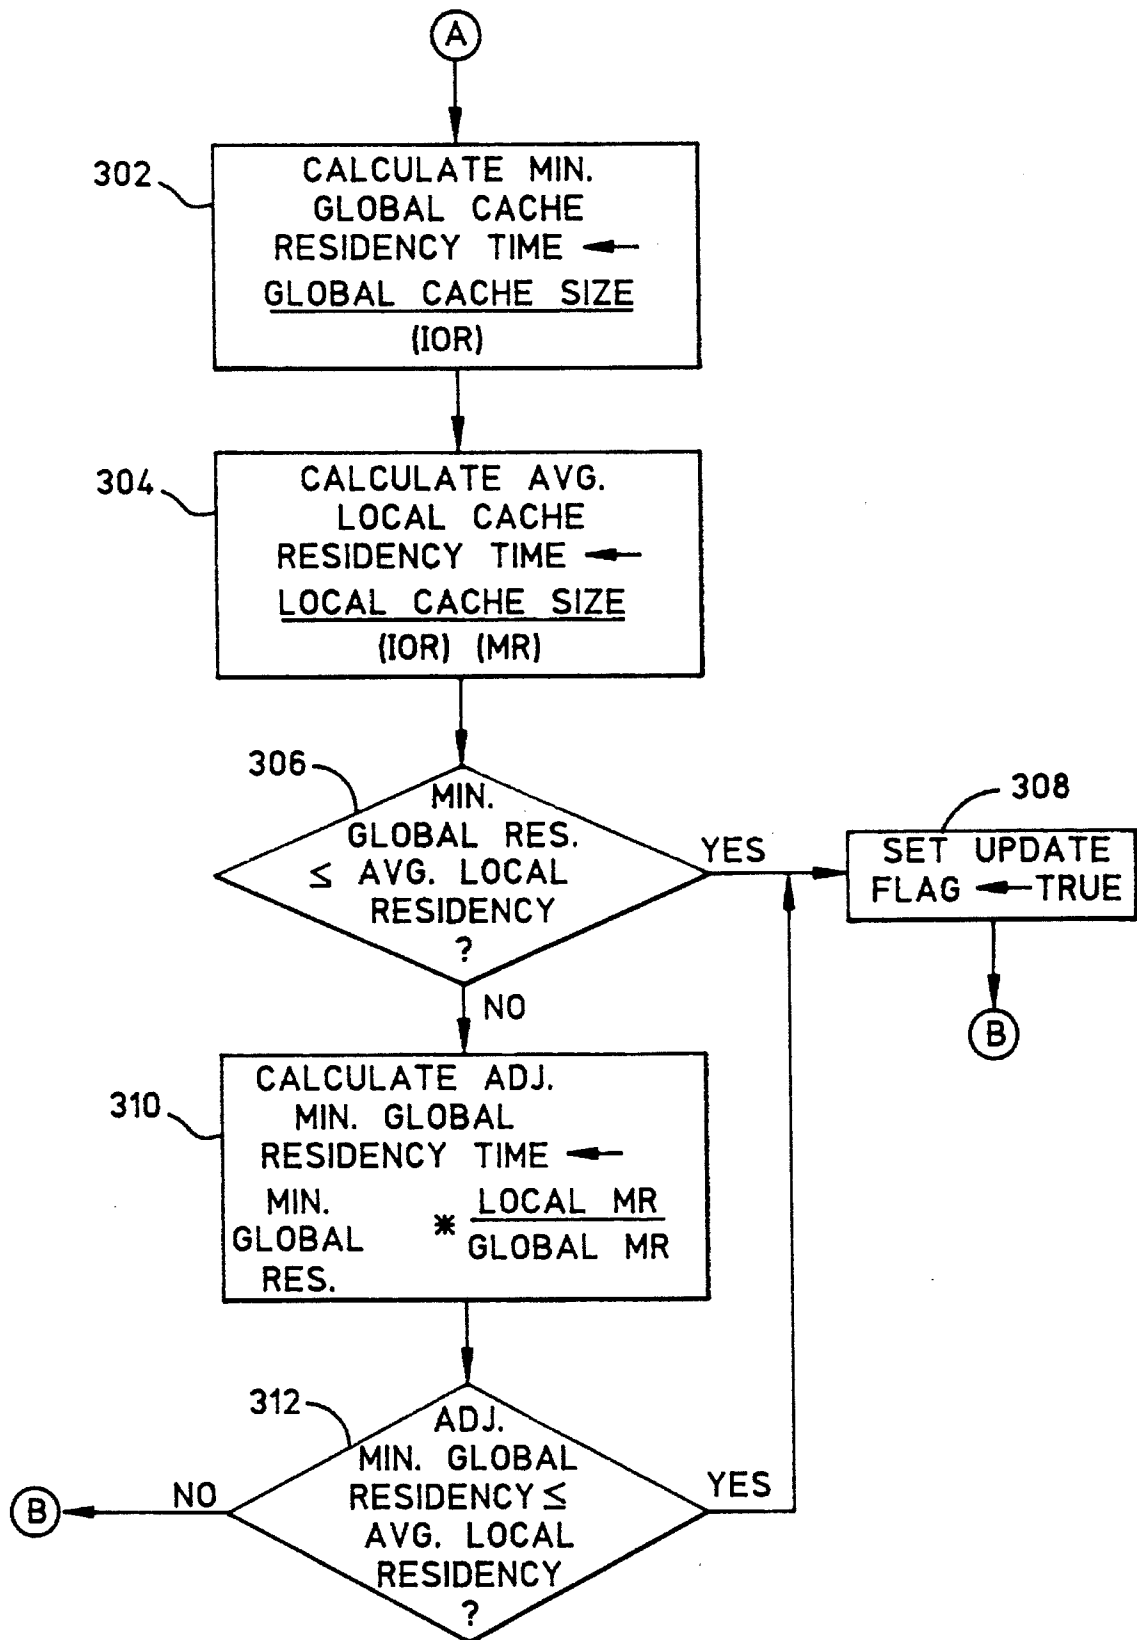 A
302
CALCULATE MIN.
GLOBAL CACHE
RESIDENCY TIME ←
GLOBAL CACHE SIZE
(IOR)
304
CALCULATE AVG.
LOCAL CACHE
RESIDENCY TIME ←
LOCAL CACHE SIZE
(IOR) (MR)
306
MIN.
GLOBAL RES.
≤ AVG. LOCAL
RESIDENCY
?
YES
308
SET UPDATE
FLAG ← TRUE
B
NO
310
CALCULATE ADJ.
MIN. GLOBAL
RESIDENCY TIME ←
MIN.
GLOBAL
RES.
* LOCAL MR
GLOBAL MR
312
ADJ.
MIN. GLOBAL
RESIDENCY ≤
AVG. LOCAL
RESIDENCY
?
YES
NO
B